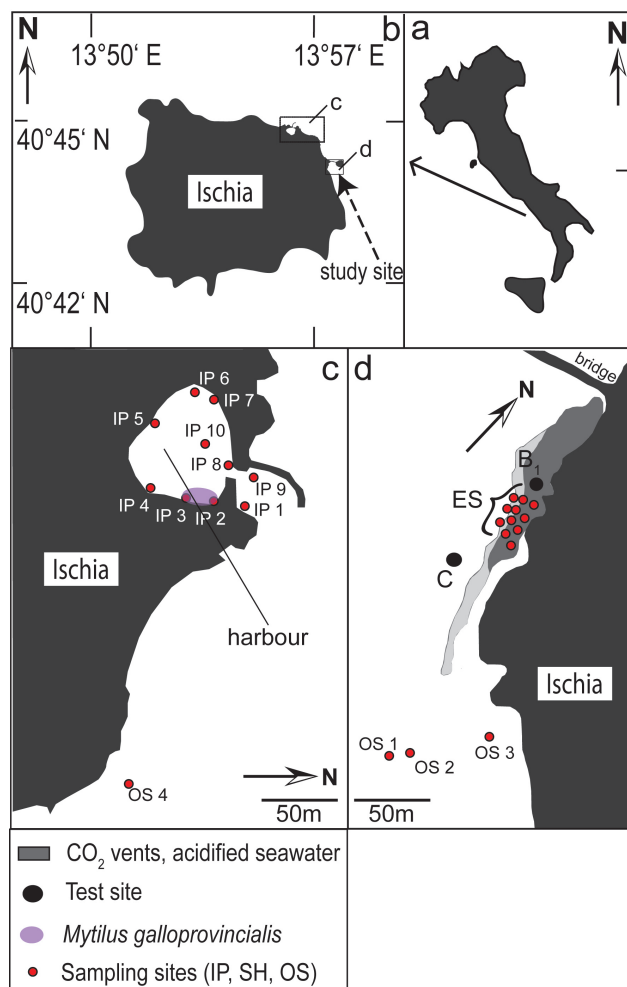 N
13°50‘ E
13°57‘ E
b
a
N
40°45‘ N
c
d
Ischia
study site
40°42‘ N
c
IP 6
IP 7
IP 5
IP 10
IP 8
IP 9
IP 4
IP 3
IP 2
IP 1
Ischia
harbour
OS 4
N
50m
d
bridge
N
B1
ES
C
Ischia
OS 1
OS 2
OS 3
50m
CO2 vents, acidified seawater
Test site
Mytilus galloprovincialis
Sampling sites (IP, SH, OS)